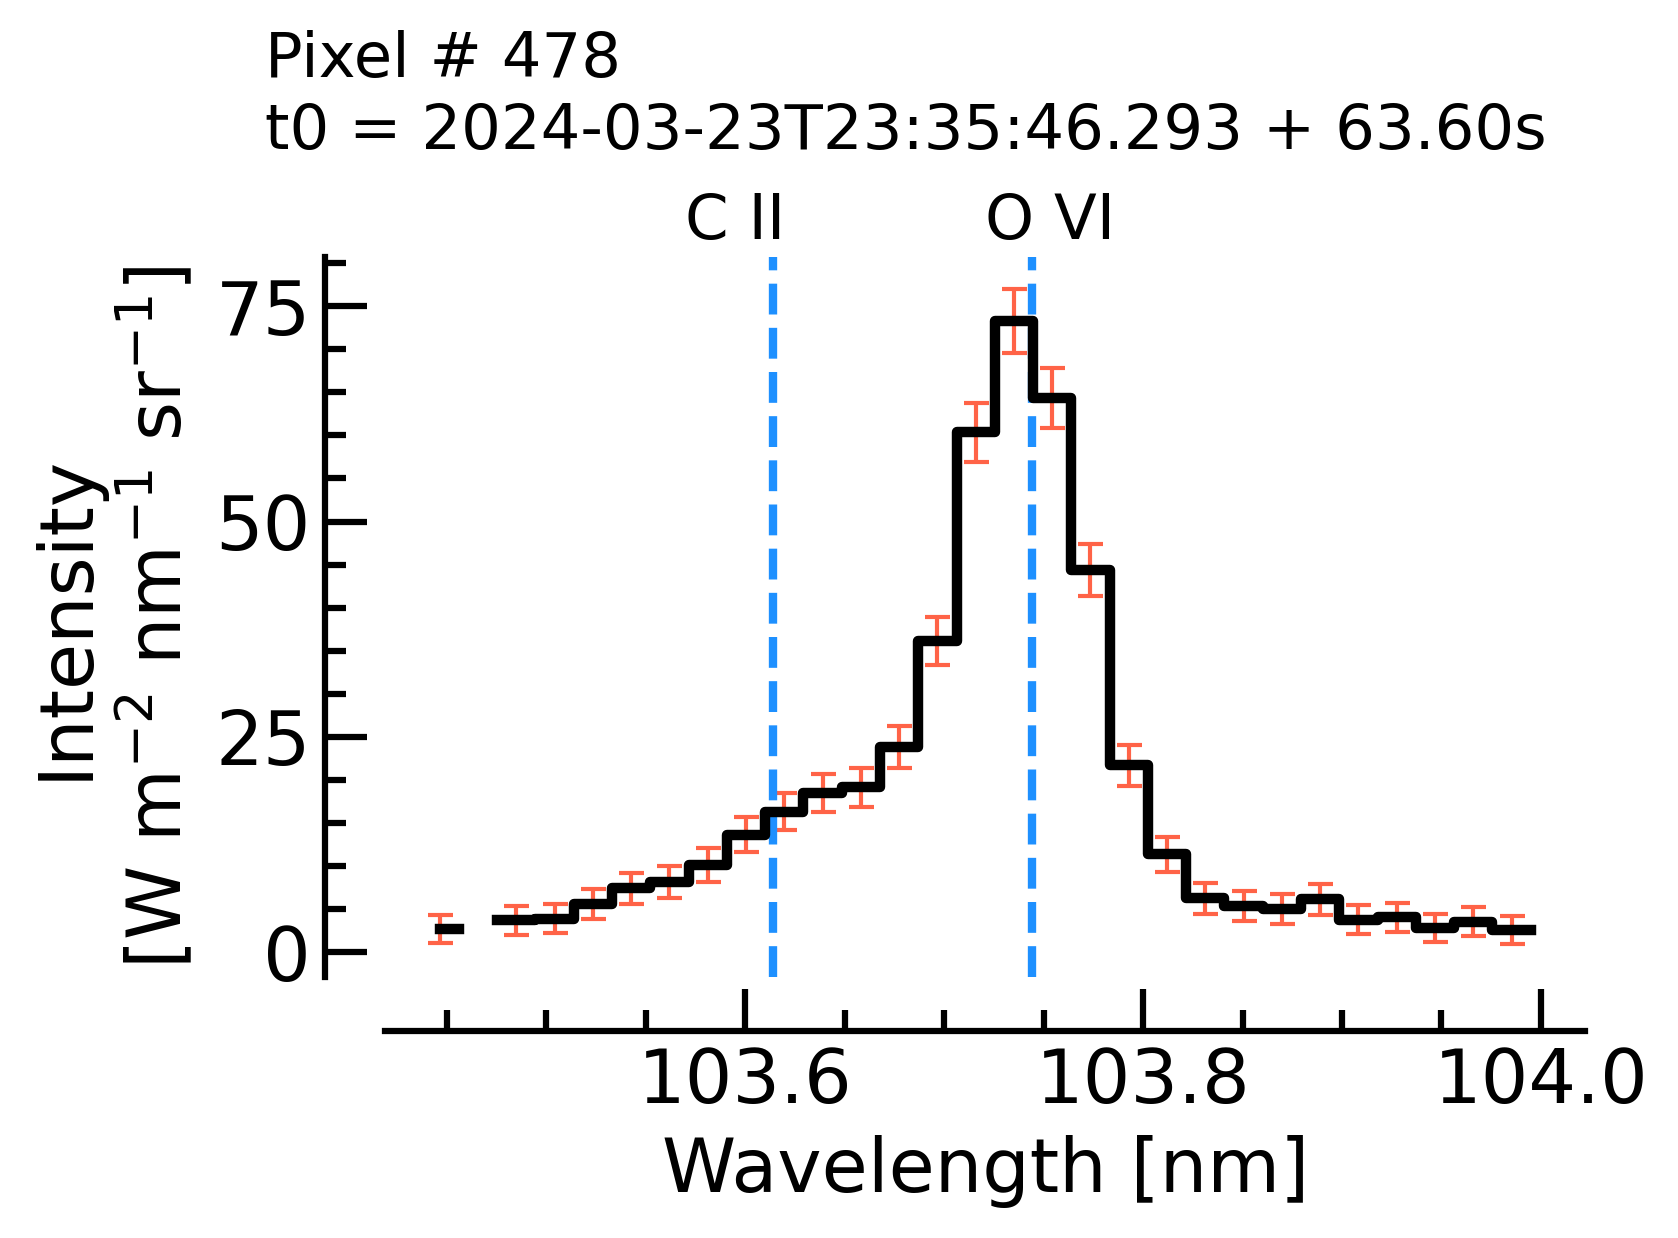 Pixel # 478
t0 = 2024-03-23T23:35:46.293 + 63.60s
C II
O VI
Intensity
[W m⁻² nm⁻¹ sr⁻¹]
75
50
25
0
103.6
103.8
104.0
Wavelength [nm]